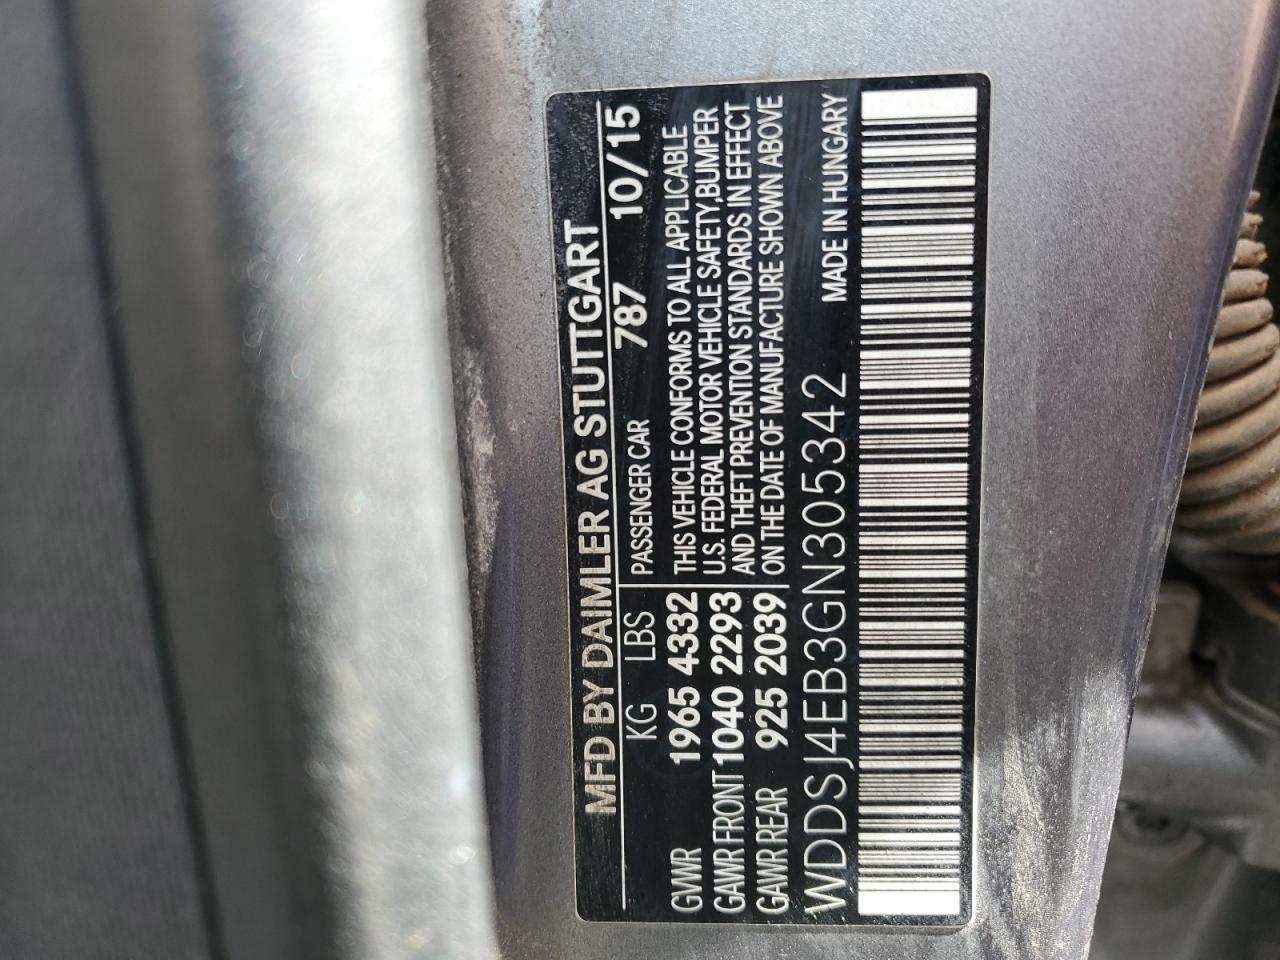 MFD BY DAIMLER AG STUTTGART
KG LBS PASSENGER CAR 787 10/15
GVWR 1965 4332 THIS VEHICLE CONFORMS TO ALL APPLICABLE
GAWR FRONT 1040 2293 U.S. FEDERAL MOTOR VEHICLE SAFETY,BUMPER
AND THEFT PREVENTION STANDARDS IN EFFECT
GAWR REAR 925 2039 ON THE DATE OF MANUFACTURE SHOWN ABOVE
WDDSJ4EB3GN305342 MADE IN HUNGARY